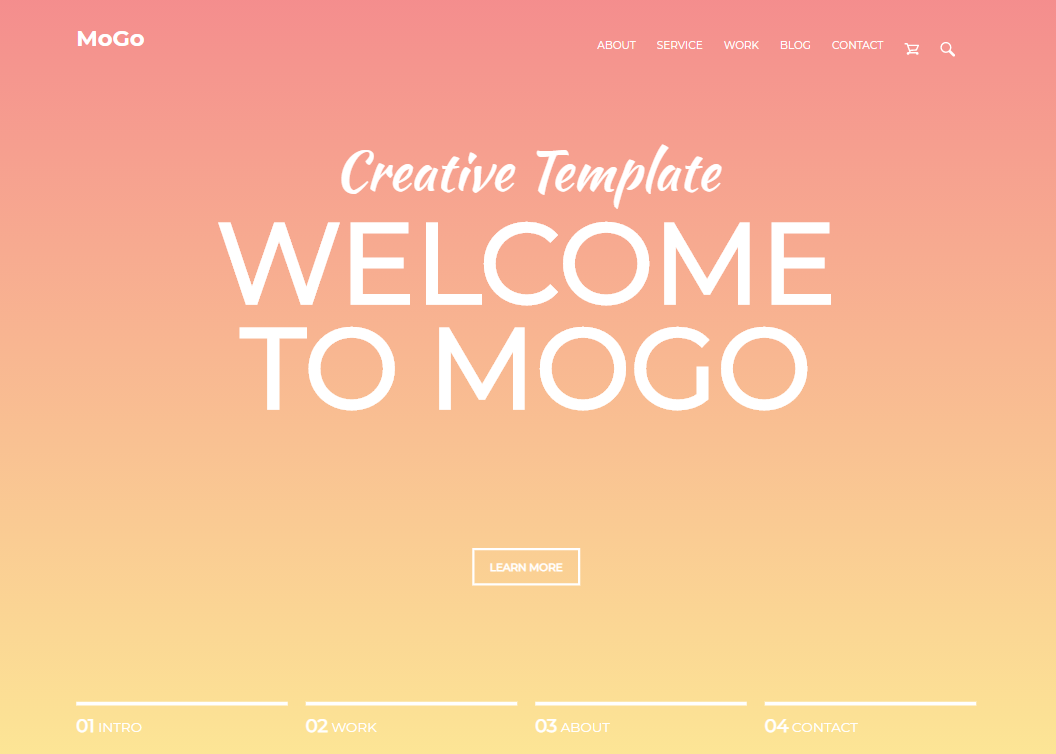 MoGo
ABOUT SERVICE WORK BLOG CONTACT
Creative Template
WELCOME
TO MOGO
LEARN MORE
01 INTRO 02 WORK 03 ABOUT 04 CONTACT